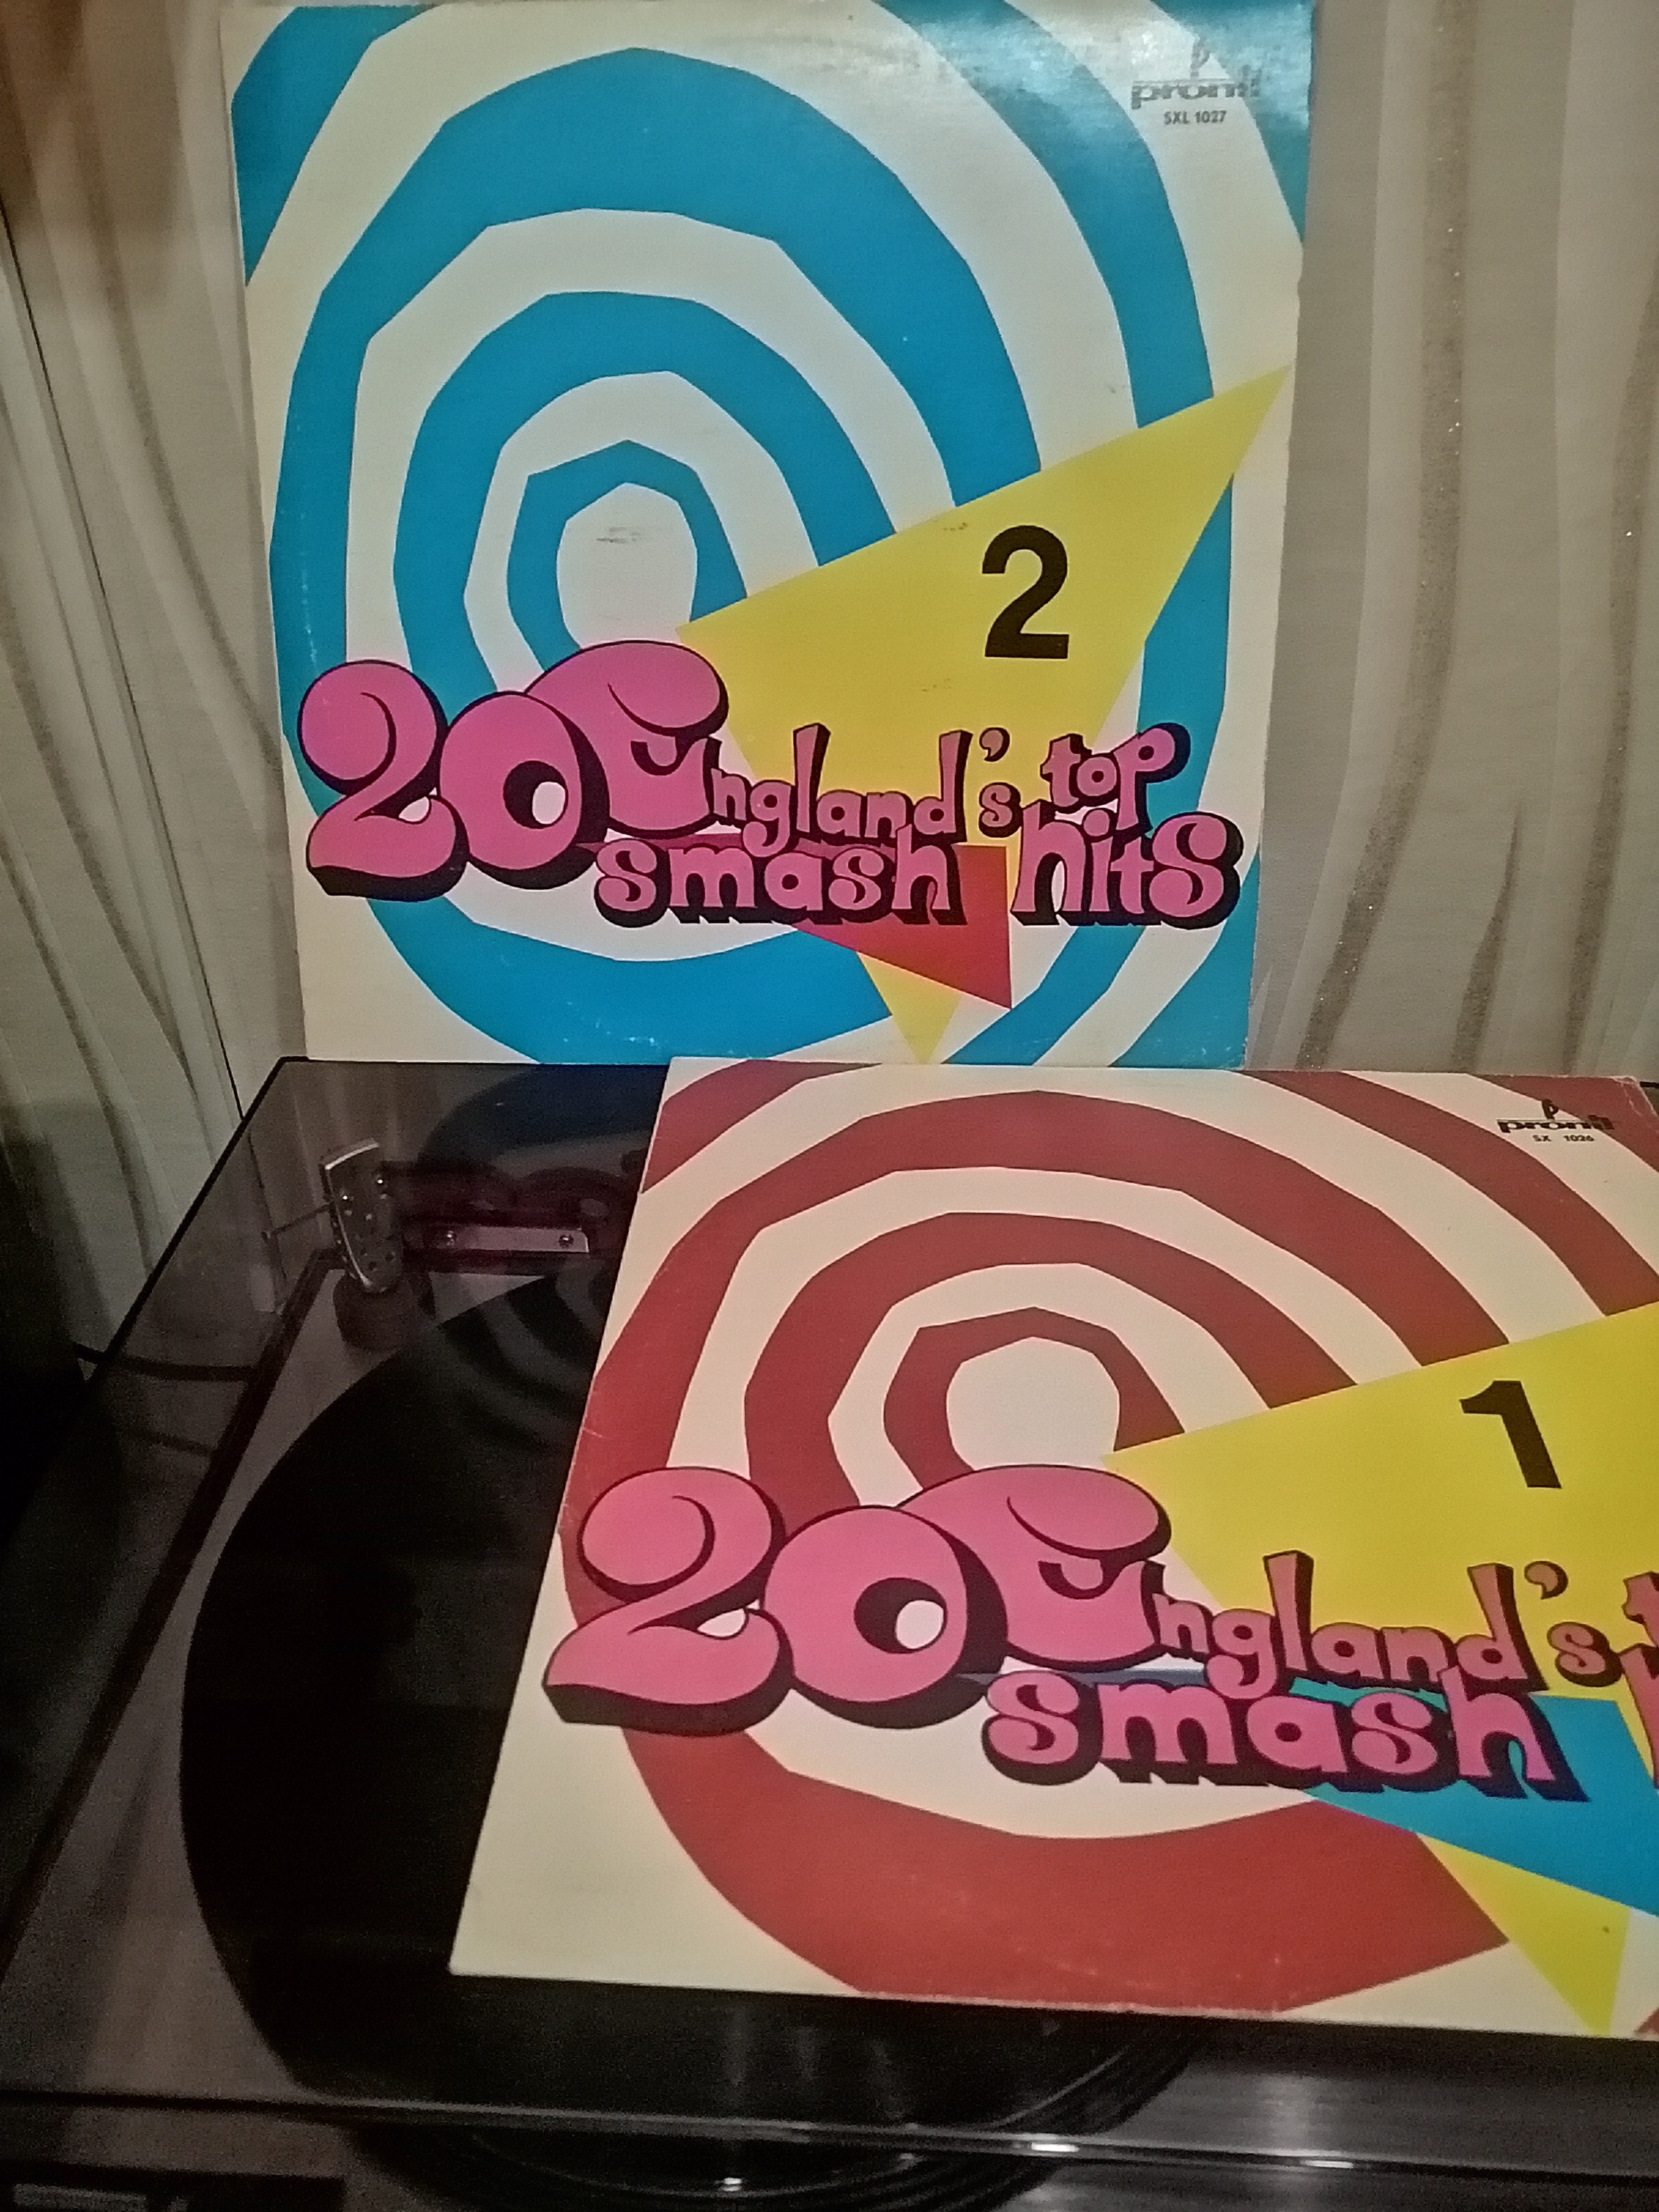 pronit
SXL 1027
2
20 England's top
smash hits
pronit
SX 1026
1
20 England's
smash